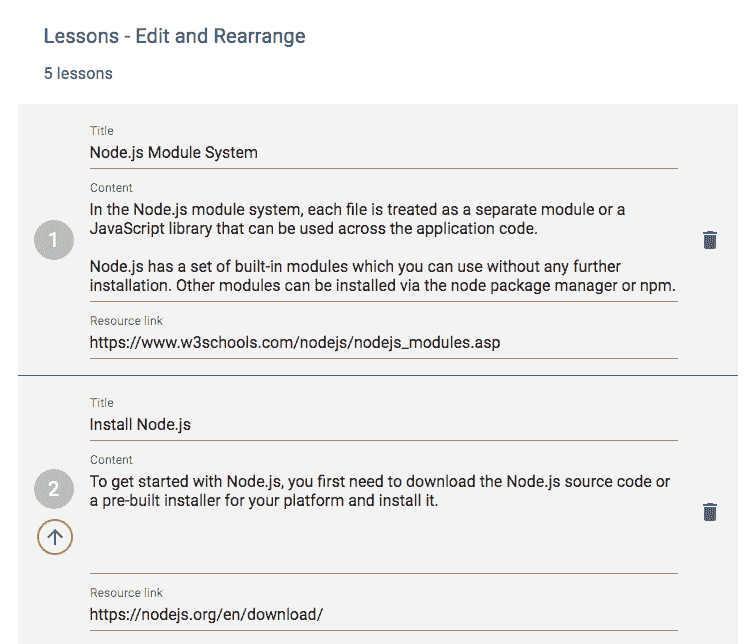 Lessons - Edit and Rearrange
5 lessons
Title
Node.js Module System
Content
1
In the Node.js module system, each file is treated as a separate module or a
JavaScript library that can be used across the application code.
Node.js has a set of built-in modules which you can use without any further
installation. Other modules can be installed via the node package manager or npm.
Resource link
https://www.w3schools.com/nodejs/nodejs_modules.asp
Title
Install Node.js
Content
2
To get started with Node.js, you first need to download the Node.js source code or
a pre-built installer for your platform and install it.
Resource link
https://nodejs.org/en/download/